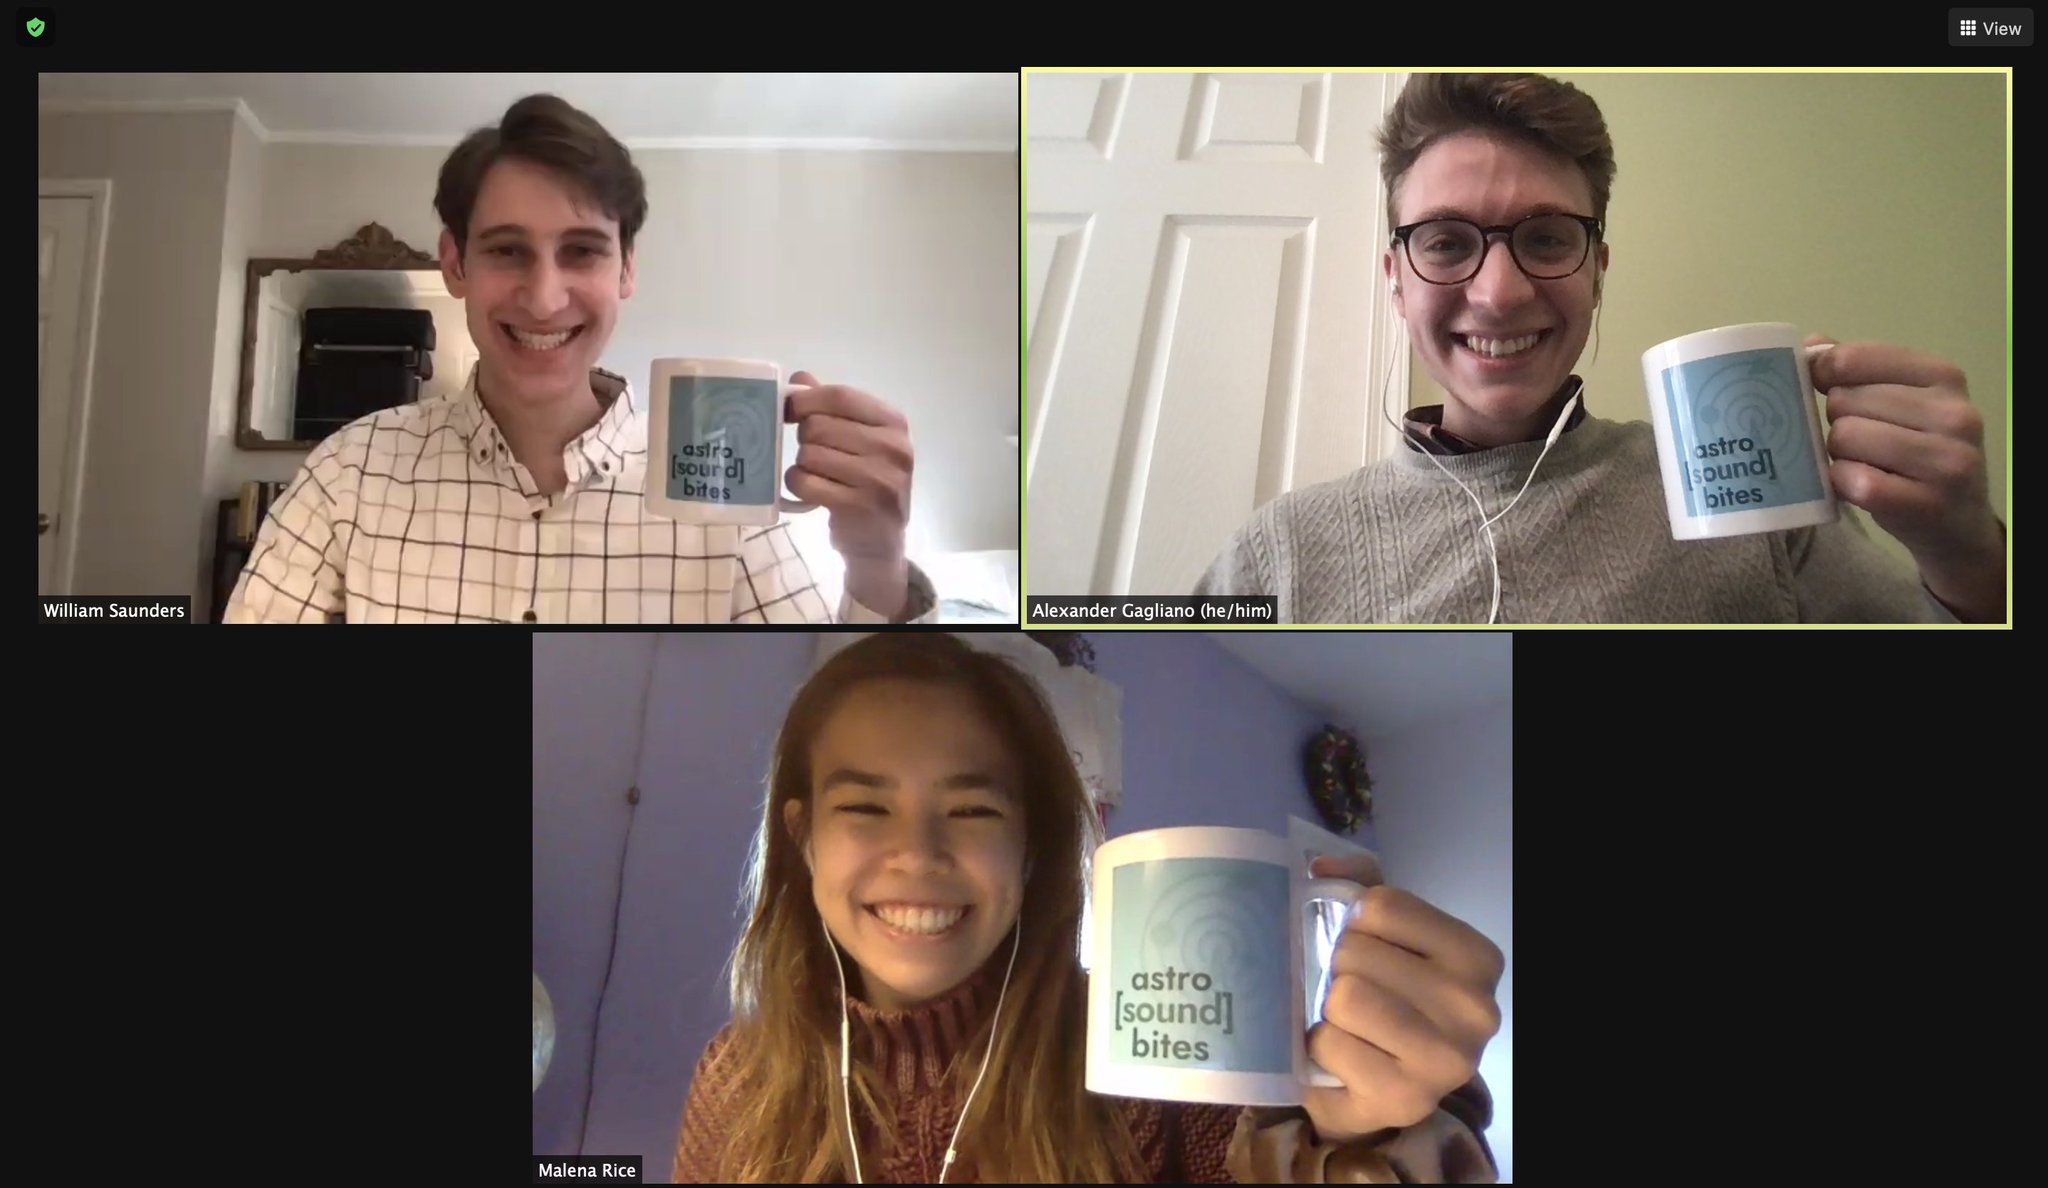 View
astro
[sound]
bites
William Saunders
astro
[sound]
bites
Alexander Gagliano (he/him)
astro
[sound]
bites
Malena Rice